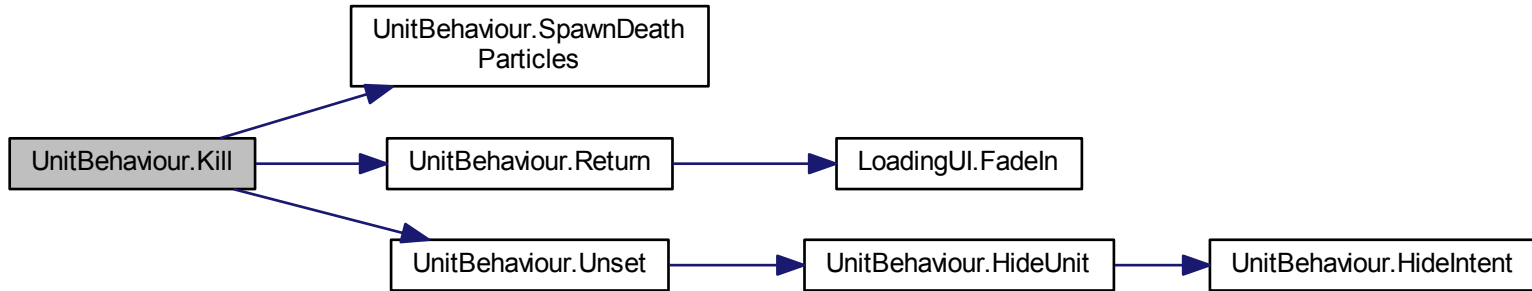 UnitBehaviour.SpawnDeath
Particles
UnitBehaviour.Kill
UnitBehaviour.Return
LoadingUI.FadeIn
UnitBehaviour.Unset
UnitBehaviour.HideUnit
UnitBehaviour.HideIntent